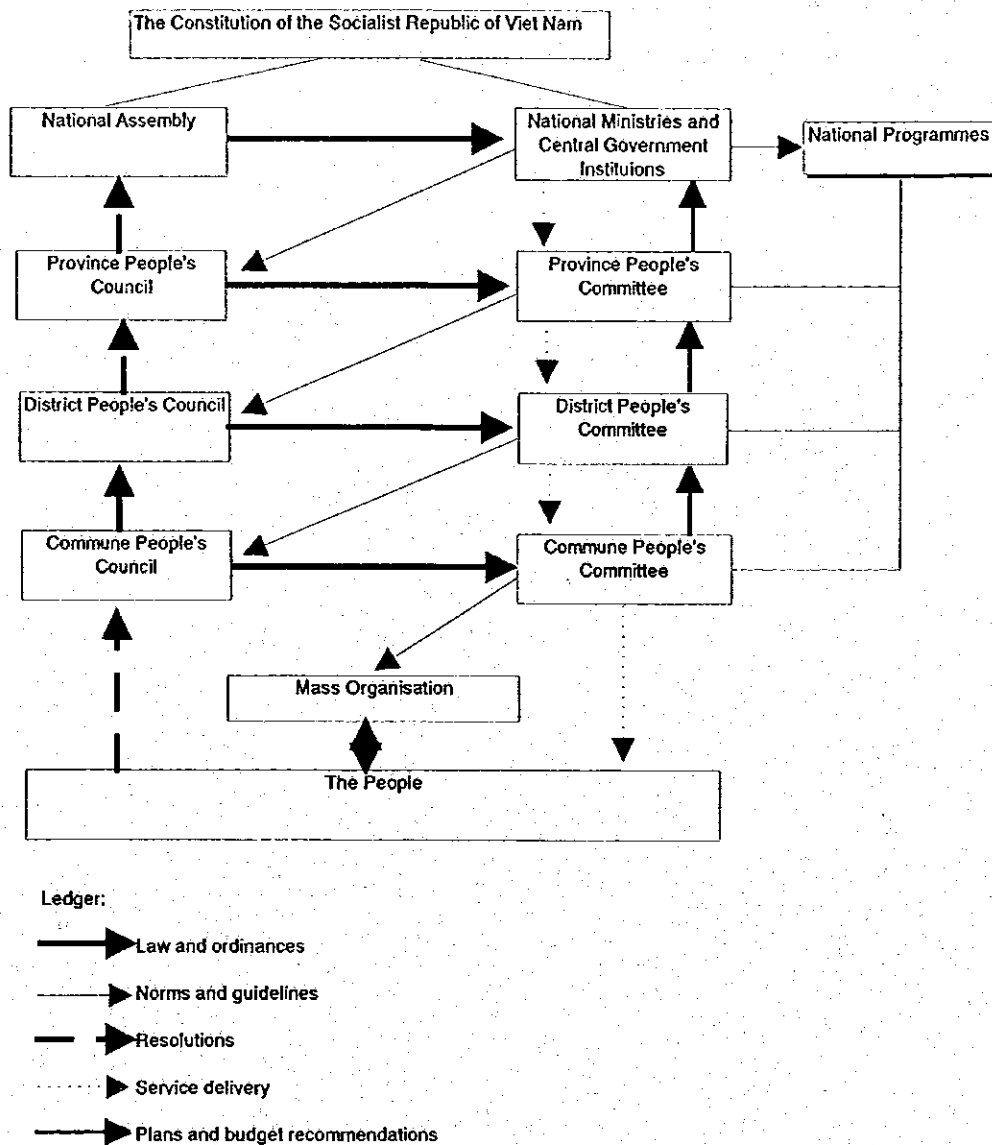 The Constitution of the Socialist Republic of Viet Nam
National Assembly
National Ministries and
Central Government
Instituions
National Programmes
Province People's
Council
Province People's
Committee
District People's Council
District People's
Committee
Commune People's
Council
Commune People's
Committee
Mass Organisation
The People
Ledger:
Law and ordinances
Norms and guidelines
Resolutions
Service delivery
Plans and budget recommendations